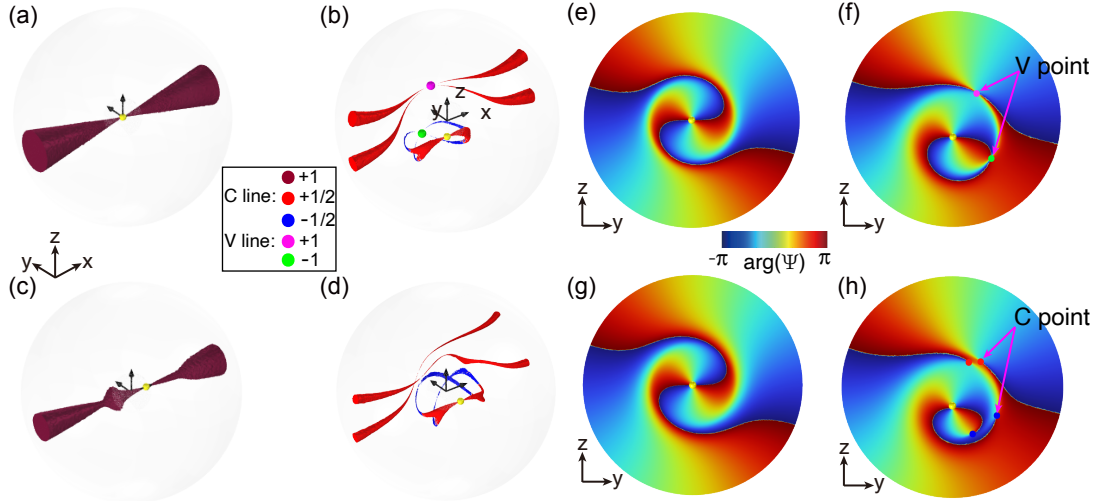 (a)
(b)
z
y
x
+1
C line: +1/2
-1/2
V line: +1
-1
z
y
x
(c)
(d)
(e)
(f)
V point
z
y
z
y
-π arg(Ψ) π
(g)
(h)
C point
z
y
z
y